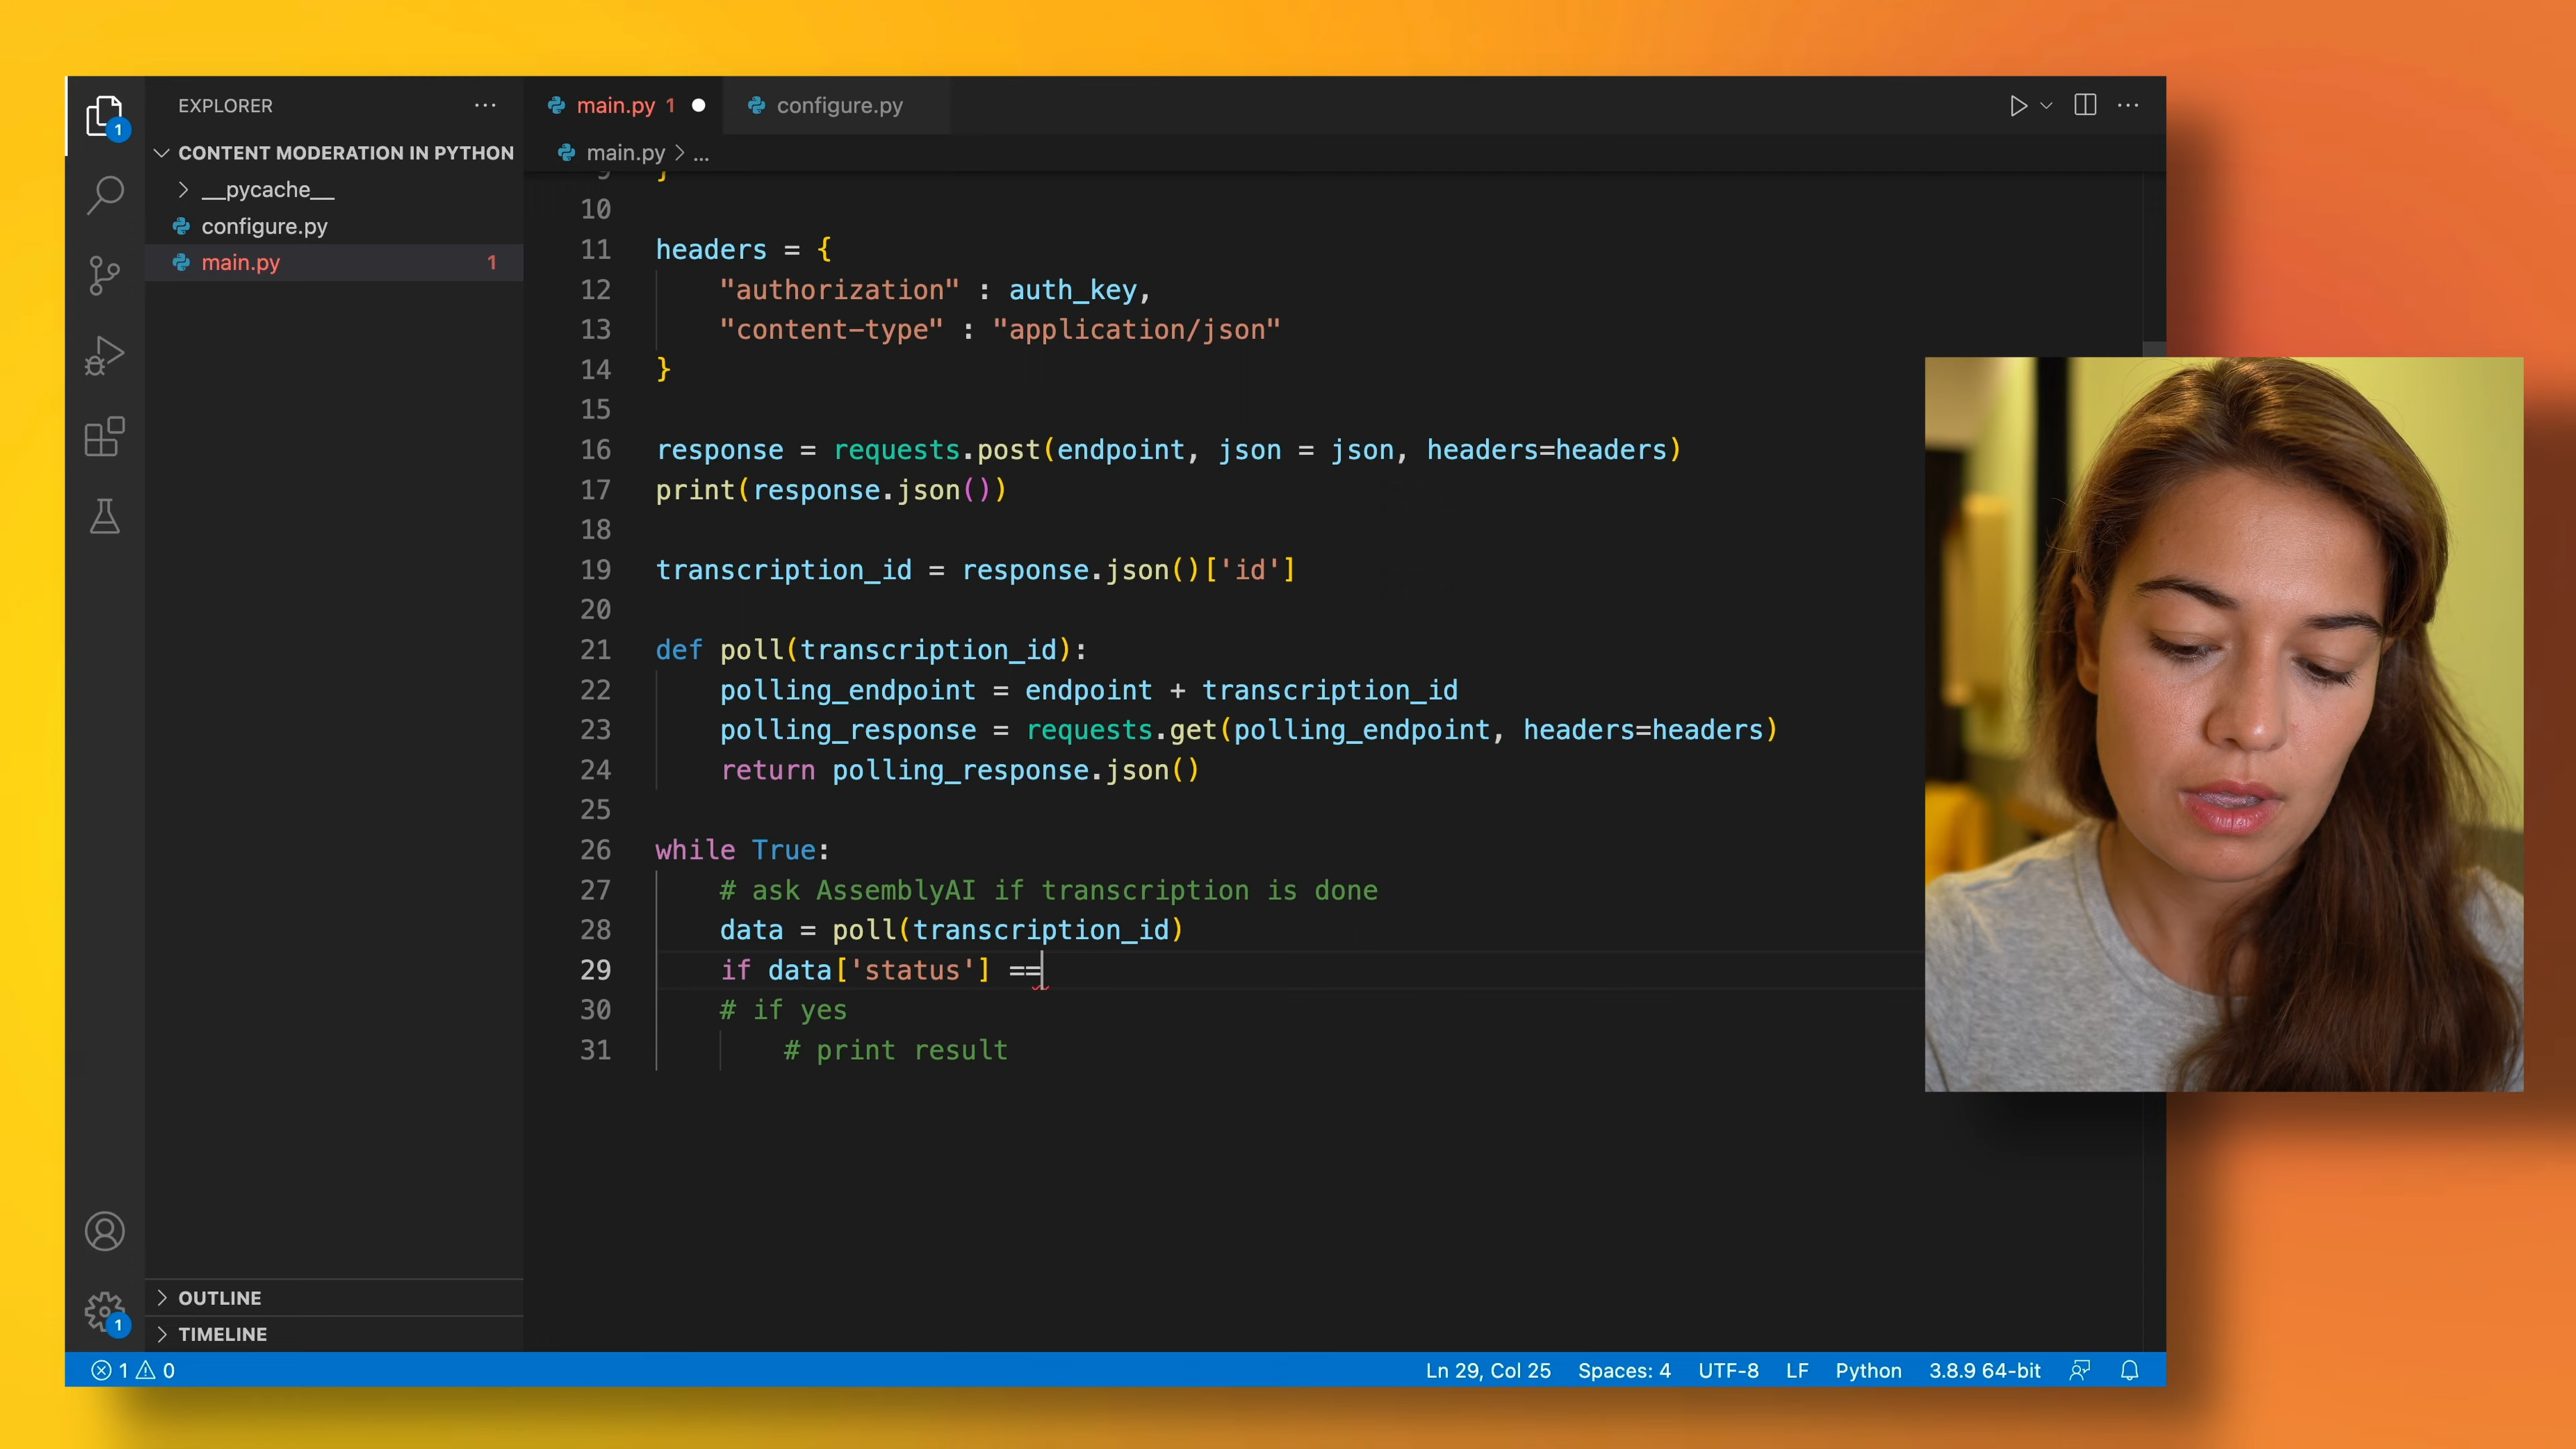 EXPLORER
CONTENT MODERATION IN PYTHON
__pycache__
configure.py
main.py 1
OUTLINE
TIMELINE
main.py 1
configure.py
main.py > ...
9 }
10
11 headers = {
12 "authorization" : auth_key,
13 "content-type" : "application/json"
14 }
15
16 response = requests.post(endpoint, json = json, headers=headers)
17 print(response.json())
18
19 transcription_id = response.json()['id']
20
21 def poll(transcription_id):
22 polling_endpoint = endpoint + transcription_id
23 polling_response = requests.get(polling_endpoint, headers=headers)
24 return polling_response.json()
25
26 while True:
27 # ask AssemblyAI if transcription is done
28 data = poll(transcription_id)
29 if data['status'] ==
30 # if yes
31 # print result
1
1
1 0
Ln 29, Col 25 Spaces: 4 UTF-8 LF Python 3.8.9 64-bit